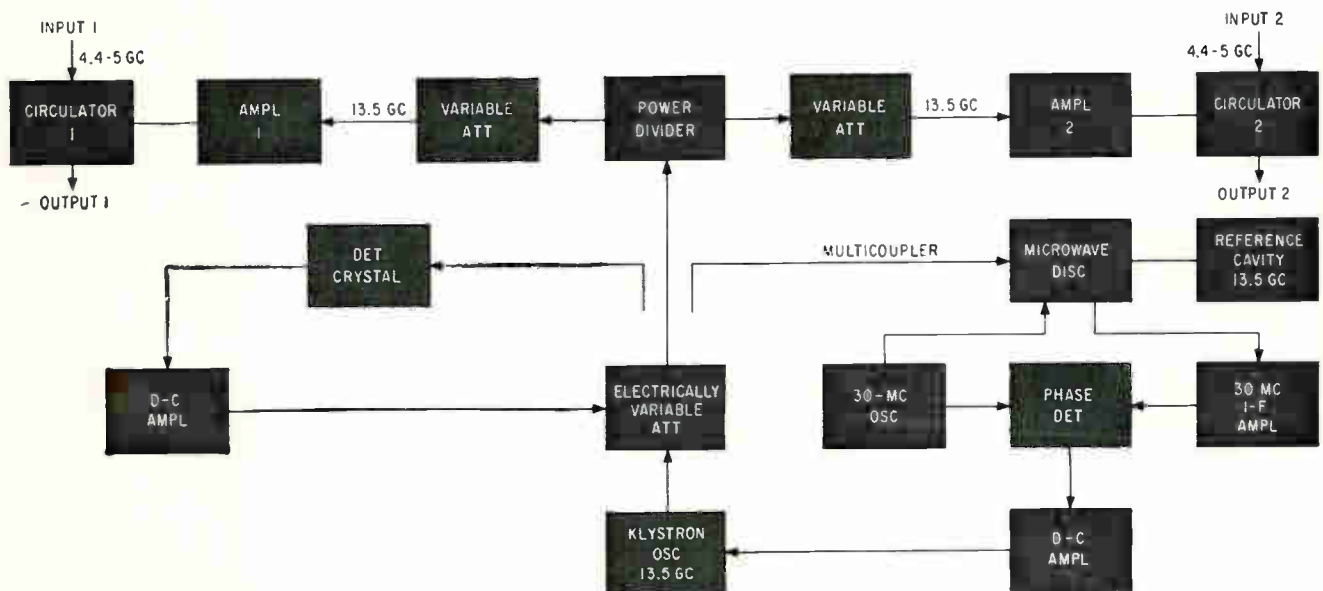 INPUT 1
4.4-5 GC
CIRCULATOR
1
OUTPUT 1
AMPL
1
13.5 GC
VARIABLE
ATT
POWER
DIVIDER
VARIABLE
ATT
13.5 GC
AMPL
2
INPUT 2
4.4-5 GC
CIRCULATOR
2
OUTPUT 2
DET
CRYSTAL
MULTICOUPLER
MICROWAVE
DISC
REFERENCE
CAVITY
13.5 GC
D-C
AMPL
ELECTRICALLY
VARIABLE
ATT
30-MC
OSC
PHASE
DET
30 MC
I-F
AMPL
KLYSTRON
OSC
13.5 GC
D-C
AMPL